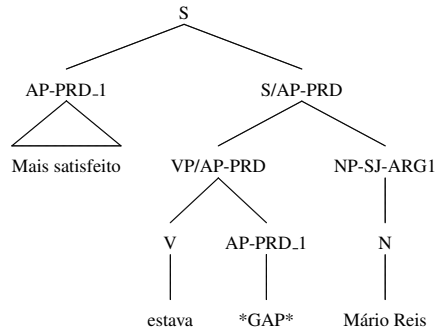 S
AP-PRD_1 S/AP-PRD
Mais satisfeito VP/AP-PRD NP-SJ-ARG1
V AP-PRD_1 N
estava *GAP* Mário Reis